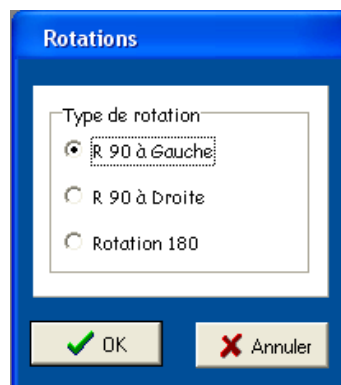 Rotations
Type de rotation
R 90 à Gauche
R 90 à Droite
Rotation 180
OK
Annuler